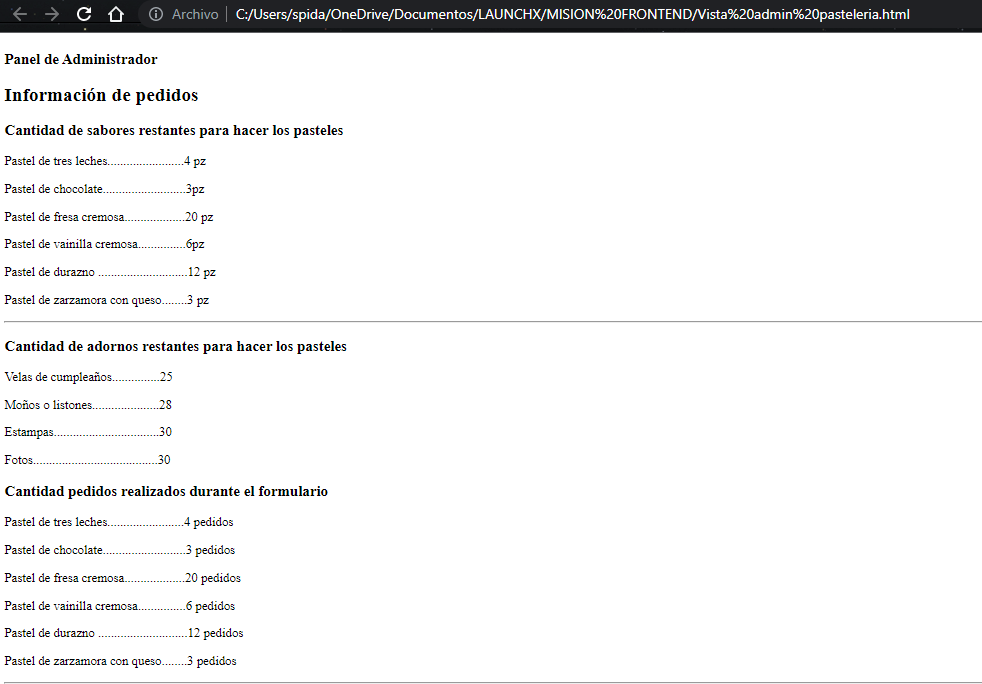 Archivo | C:/Users/spida/OneDrive/Documentos/LAUNCHX/MISION%20FRONTEND/Vista%20admin%20pasteleria.html
Panel de Administrador
Información de pedidos
Cantidad de sabores restantes para hacer los pasteles
Pastel de tres leches........................4 pz
Pastel de chocolate..........................3pz
Pastel de fresa cremosa...................20 pz
Pastel de vainilla cremosa...............6pz
Pastel de durazno ............................12 pz
Pastel de zarzamora con queso........3 pz
Cantidad de adornos restantes para hacer los pasteles
Velas de cumpleaños...............25
Moños o listones.....................28
Estampas.................................30
Fotos.......................................30
Cantidad pedidos realizados durante el formulario
Pastel de tres leches........................4 pedidos
Pastel de chocolate..........................3 pedidos
Pastel de fresa cremosa...................20 pedidos
Pastel de vainilla cremosa...............6 pedidos
Pastel de durazno ............................12 pedidos
Pastel de zarzamora con queso........3 pedidos